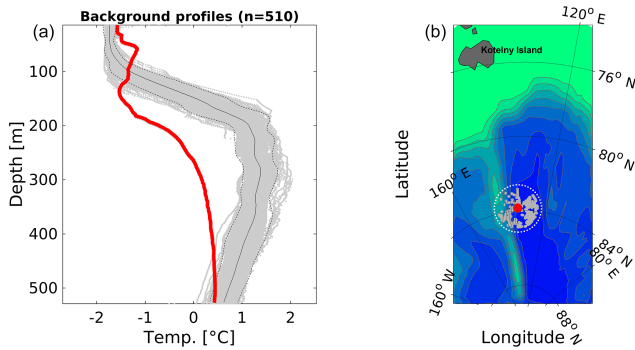 Background profiles (n=510)
(a)
100
200
300
400
500
Depth [m]
-2 -1 0 1 2
Temp. [°C]
(b)
120° E
Kotelny Island
76° N
80° N
160° E
84° N
80° E
160° W
88° N
Latitude
Longitude